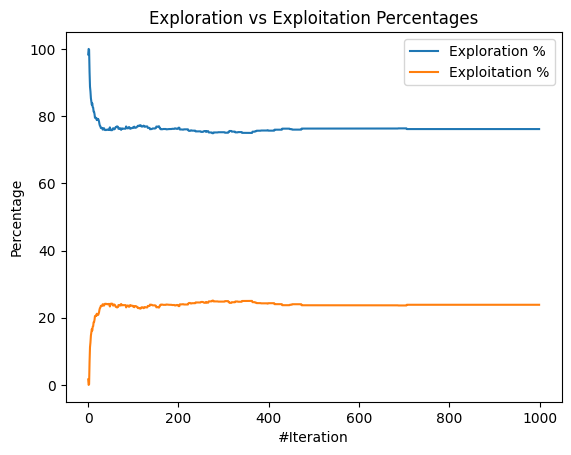 Exploration vs Exploitation Percentages
Exploration %
Exploitation %
100
80
60
40
20
0
Percentage
0 200 400 600 800 1000
#Iteration